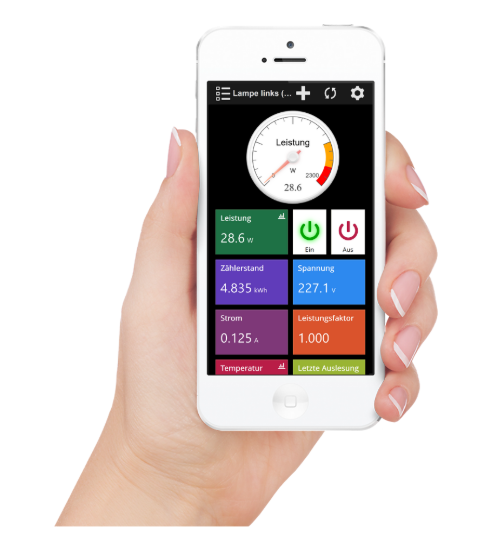 Lampe links (...
Leistung
0
2300
W
28.6
Leistung
28.6 W
Ein
Aus
Zählerstand
4.835 kWh
Spannung
227.1 V
Strom
0.125 A
Leistungsfaktor
1.000
Temperatur
Letzte Auslesung